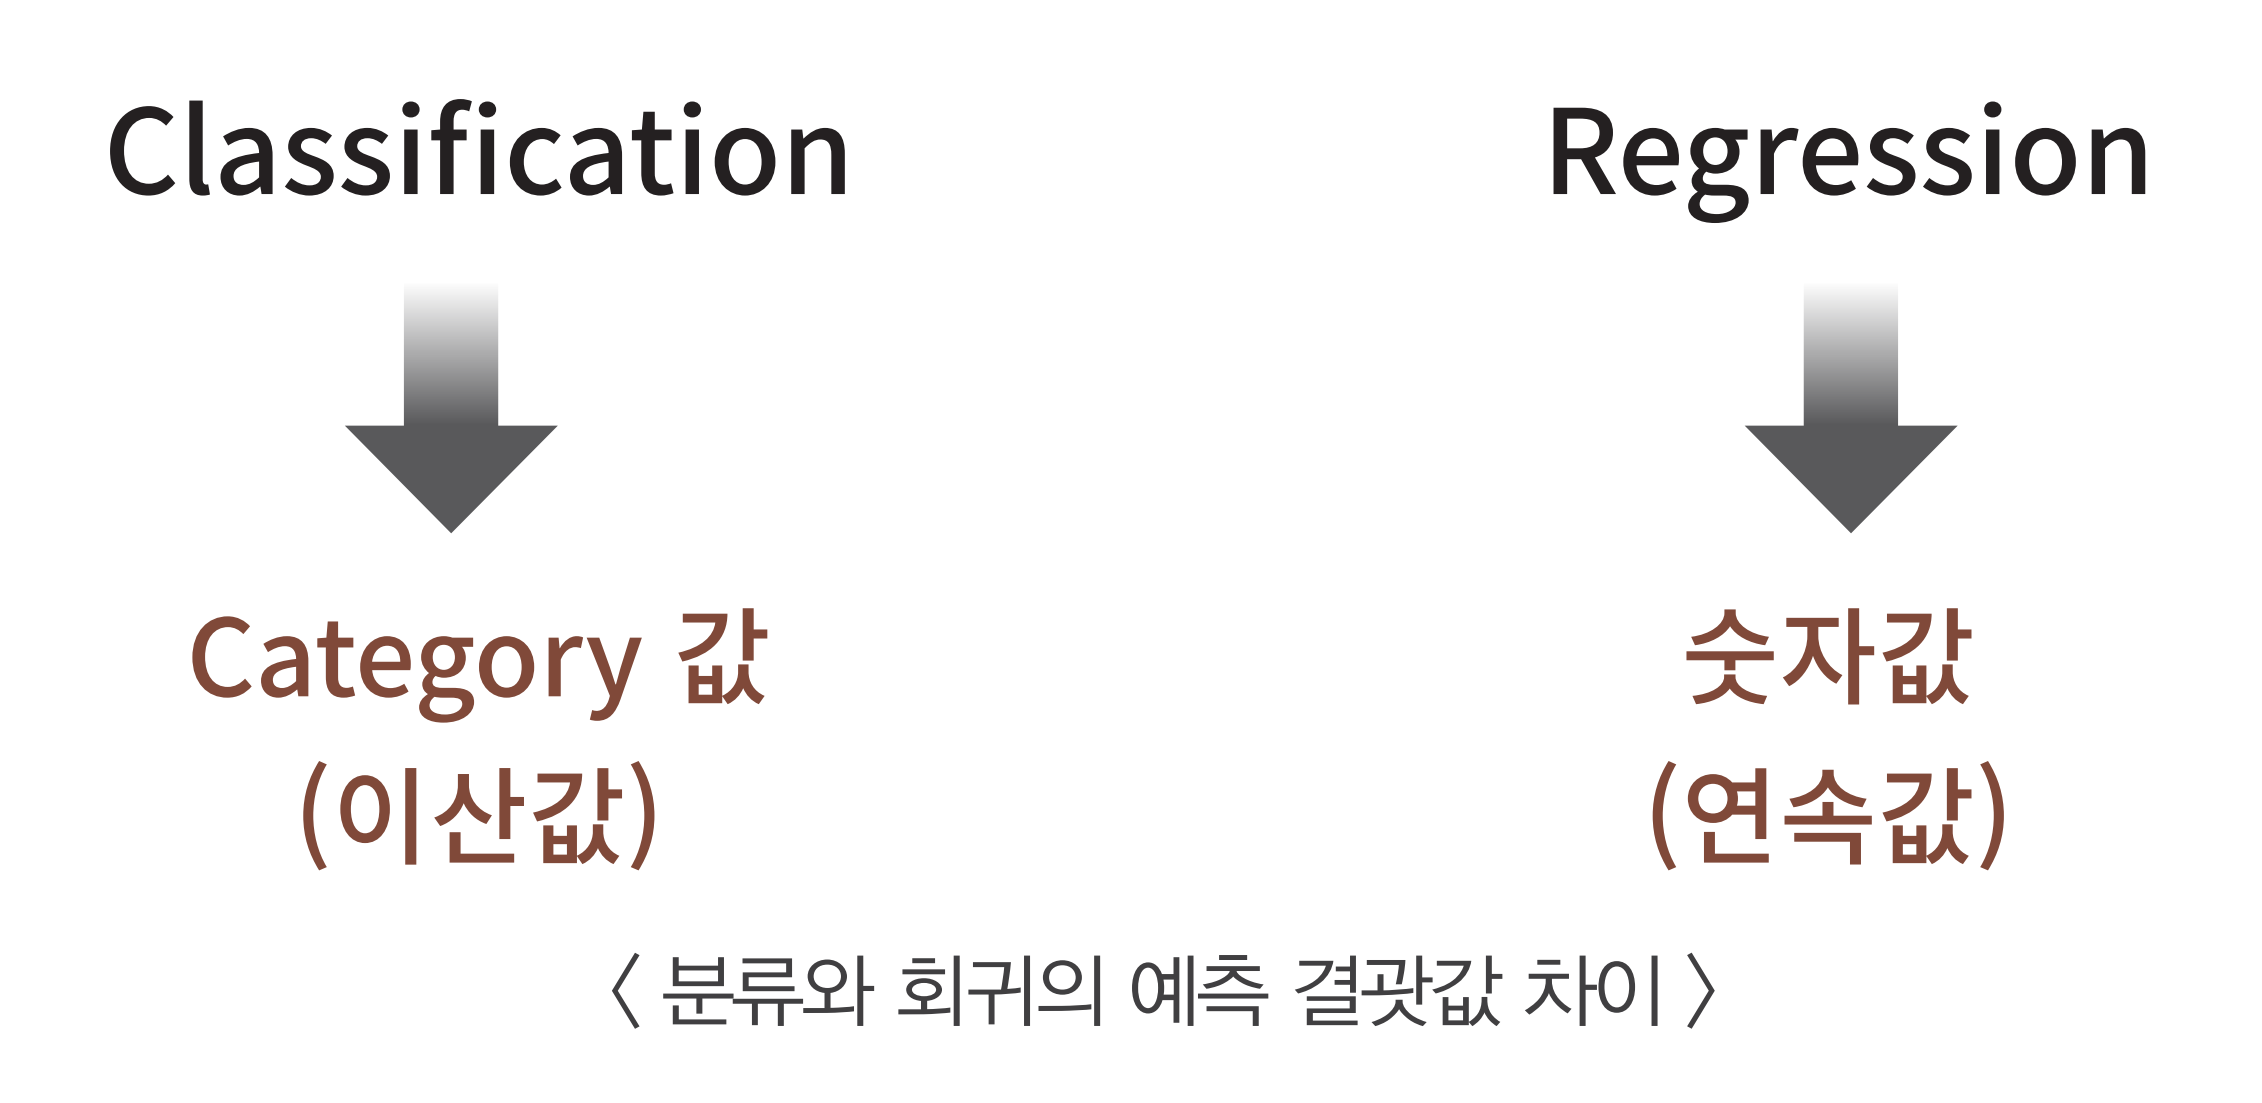 Classification
Regression
Category 값
(이산값)
숫자값
(연속값)
〈 분류와 회귀의 예측 결괏값 차이 〉